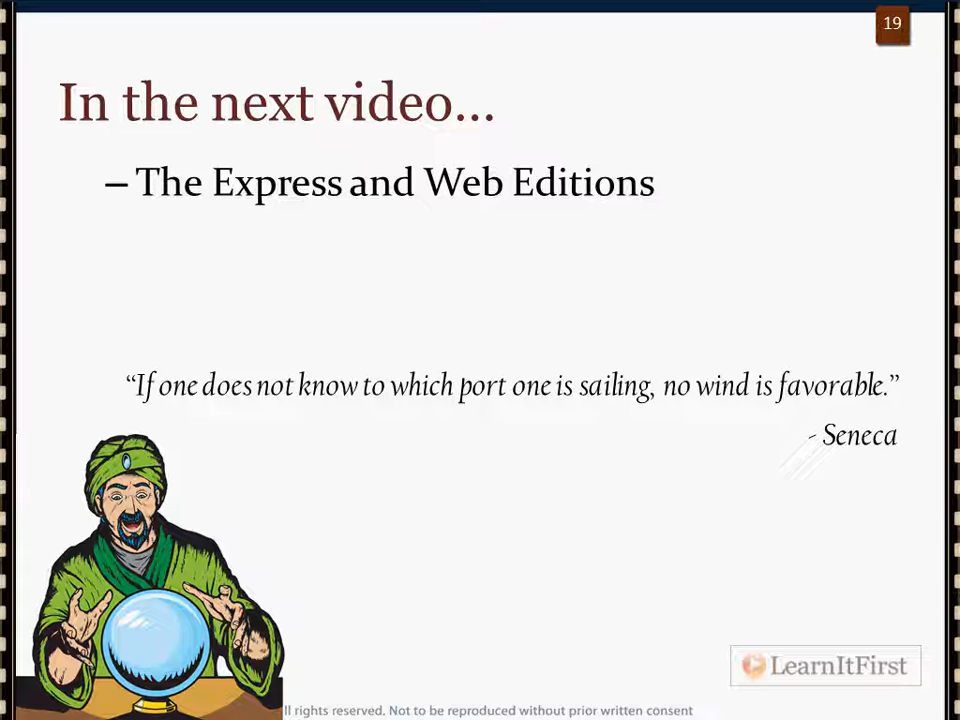 19
In the next video...
– The Express and Web Editions
“If one does not know to which port one is sailing, no wind is favorable.”
- Seneca
LearnItFirst
ll rights reserved. Not to be reproduced without prior written consent